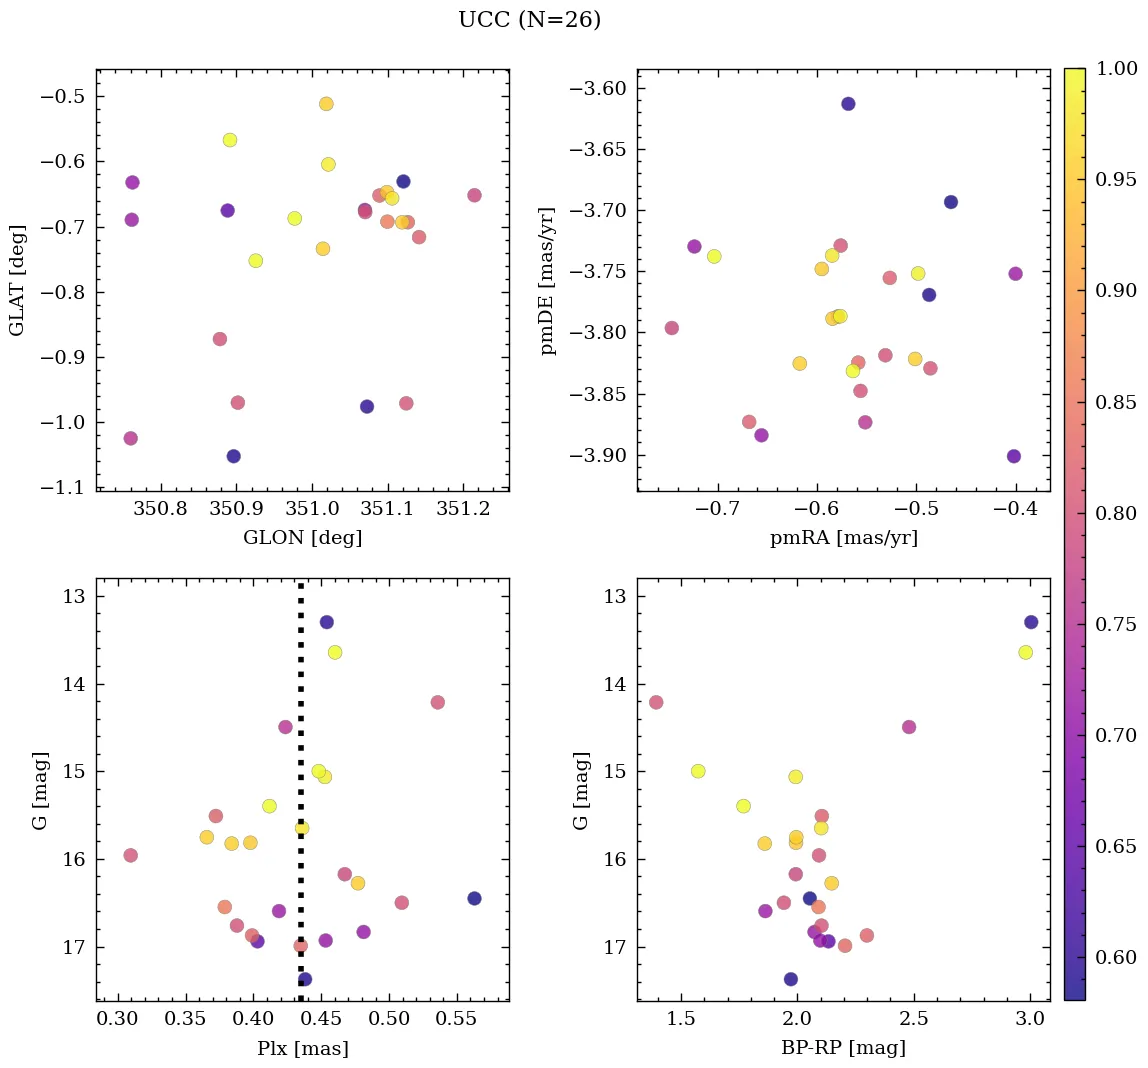 UCC (N=26)
−0.5
−0.6
−0.7
−0.8
−0.9
−1.0
−1.1
GLAT [deg]
350.8 350.9 351.0 351.1 351.2
GLON [deg]
−3.60
−3.65
−3.70
−3.75
−3.80
−3.85
−3.90
pmDE [mas/yr]
−0.7 −0.6 −0.5 −0.4
pmRA [mas/yr]
13
14
15
16
17
G [mag]
0.30 0.35 0.40 0.45 0.50 0.55
Plx [mas]
13
14
15
16
17
G [mag]
1.5 2.0 2.5 3.0
BP-RP [mag]
1.00
0.95
0.90
0.85
0.80
0.75
0.70
0.65
0.60